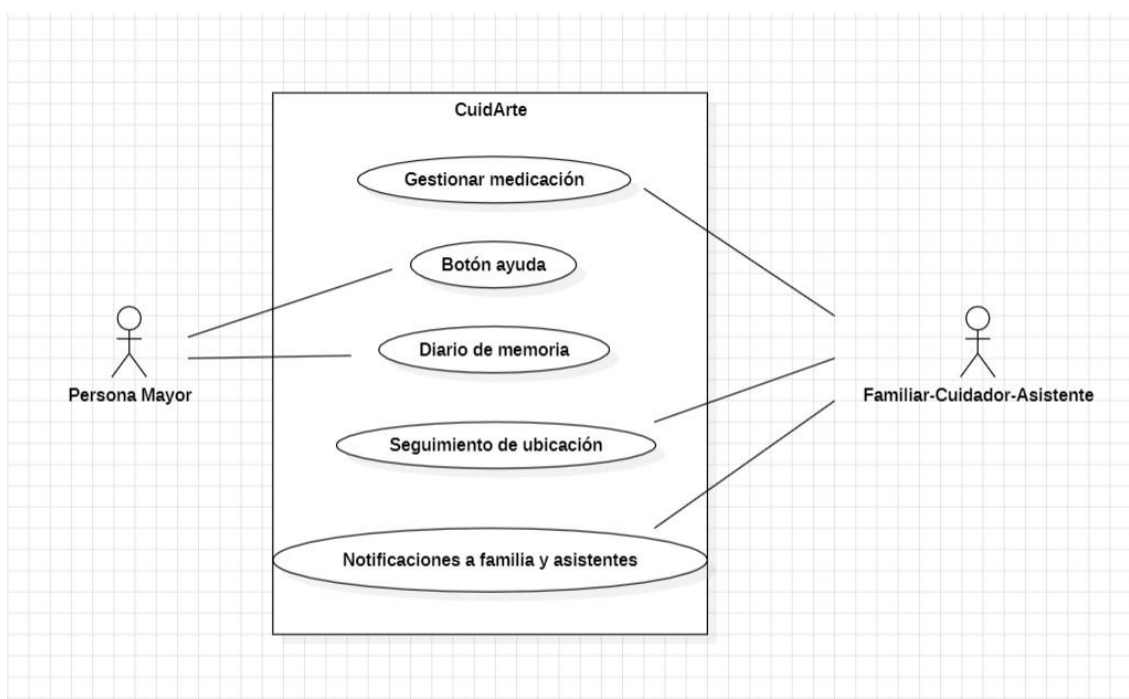 CuidArte
Gestionar medicación
Botón ayuda
Diario de memoria
Persona Mayor
Familiar-Cuidador-Asistente
Seguimiento de ubicación
Notificaciones a familia y asistentes